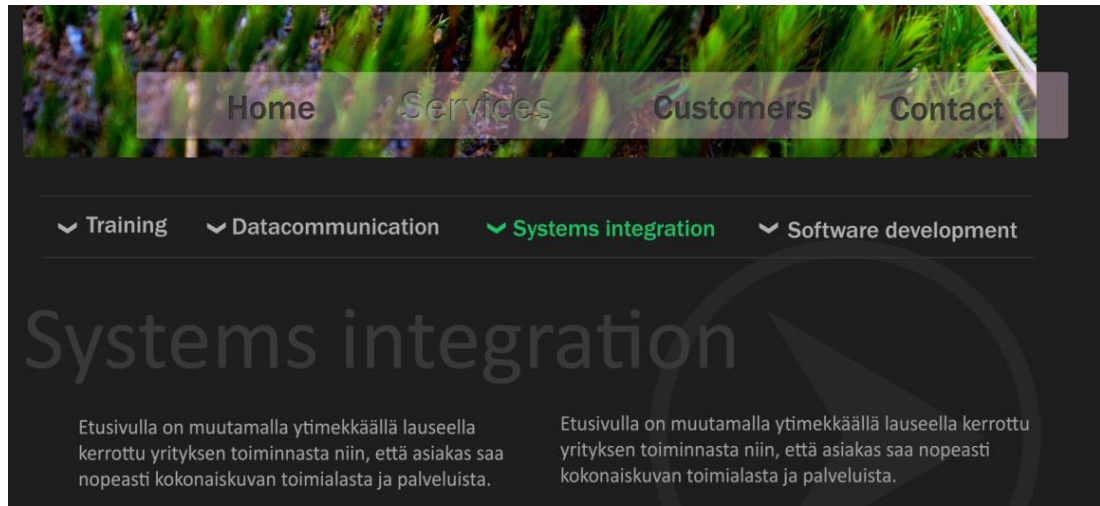 Home Services Customers Contact
Training Datacommunication Systems integration Software development
Systems integration
Etusivulla on muutamalla ytimekkäällä lauseella
kerrottu yrityksen toiminnasta niin, että asiakas saa
nopeasti kokonaiskuvan toimialasta ja palveluista.
Etusivulla on muutamalla ytimekkäällä lauseella kerrottu
yrityksen toiminnasta niin, että asiakas saa nopeasti
kokonaiskuvan toimialasta ja palveluista.